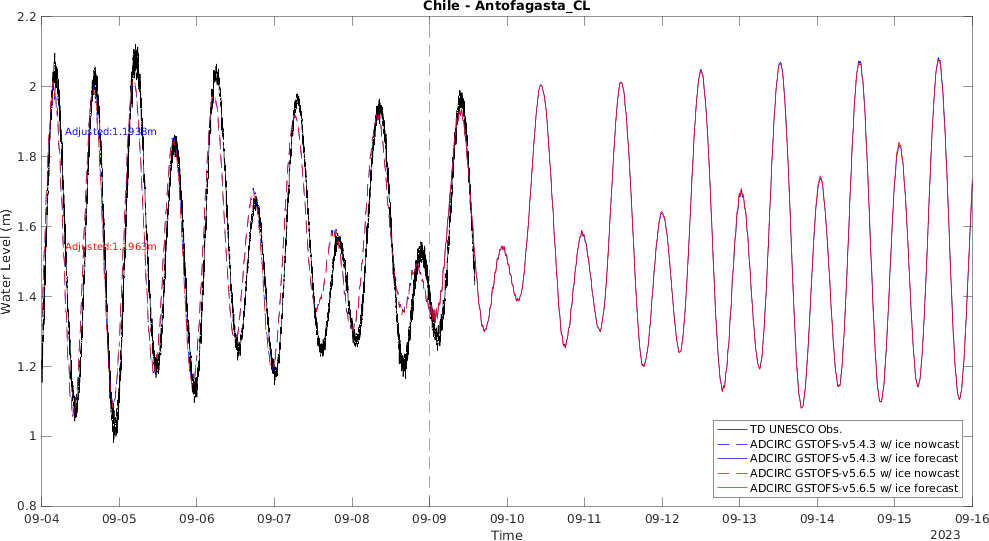 Chile - Antofagasta_CL
2.2
2
1.8
1.6
1.4
1.2
1
0.8
Water Level (m)
Adjusted:1.1938m
Adjusted:1.1963m
TD UNESCO Obs.
ADCIRC GSTOFS-v5.4.3 w/ ice nowcast
ADCIRC GSTOFS-v5.4.3 w/ ice forecast
ADCIRC GSTOFS-v5.6.5 w/ ice nowcast
ADCIRC GSTOFS-v5.6.5 w/ ice forecast
09-04 09-05 09-06 09-07 09-08 09-09 09-10 09-11 09-12 09-13 09-14 09-15 09-16
Time
2023